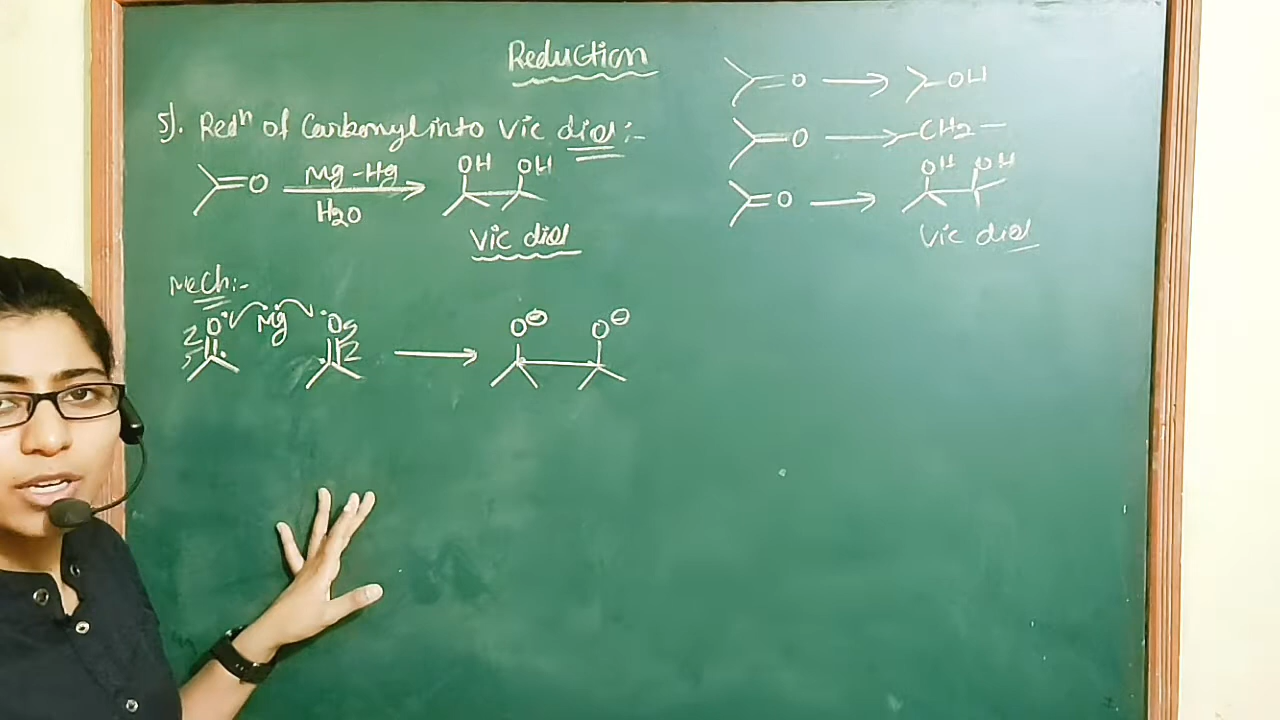 Reduction
5). Redⁿ of Carbonyl into Vic diol :-
=O Mg-Hg OH OH
H2O
Vic diol
=O OH
=O CH2
=O OH OH
Vic diol
Mech:-
O Mg O O⊖ O⊖